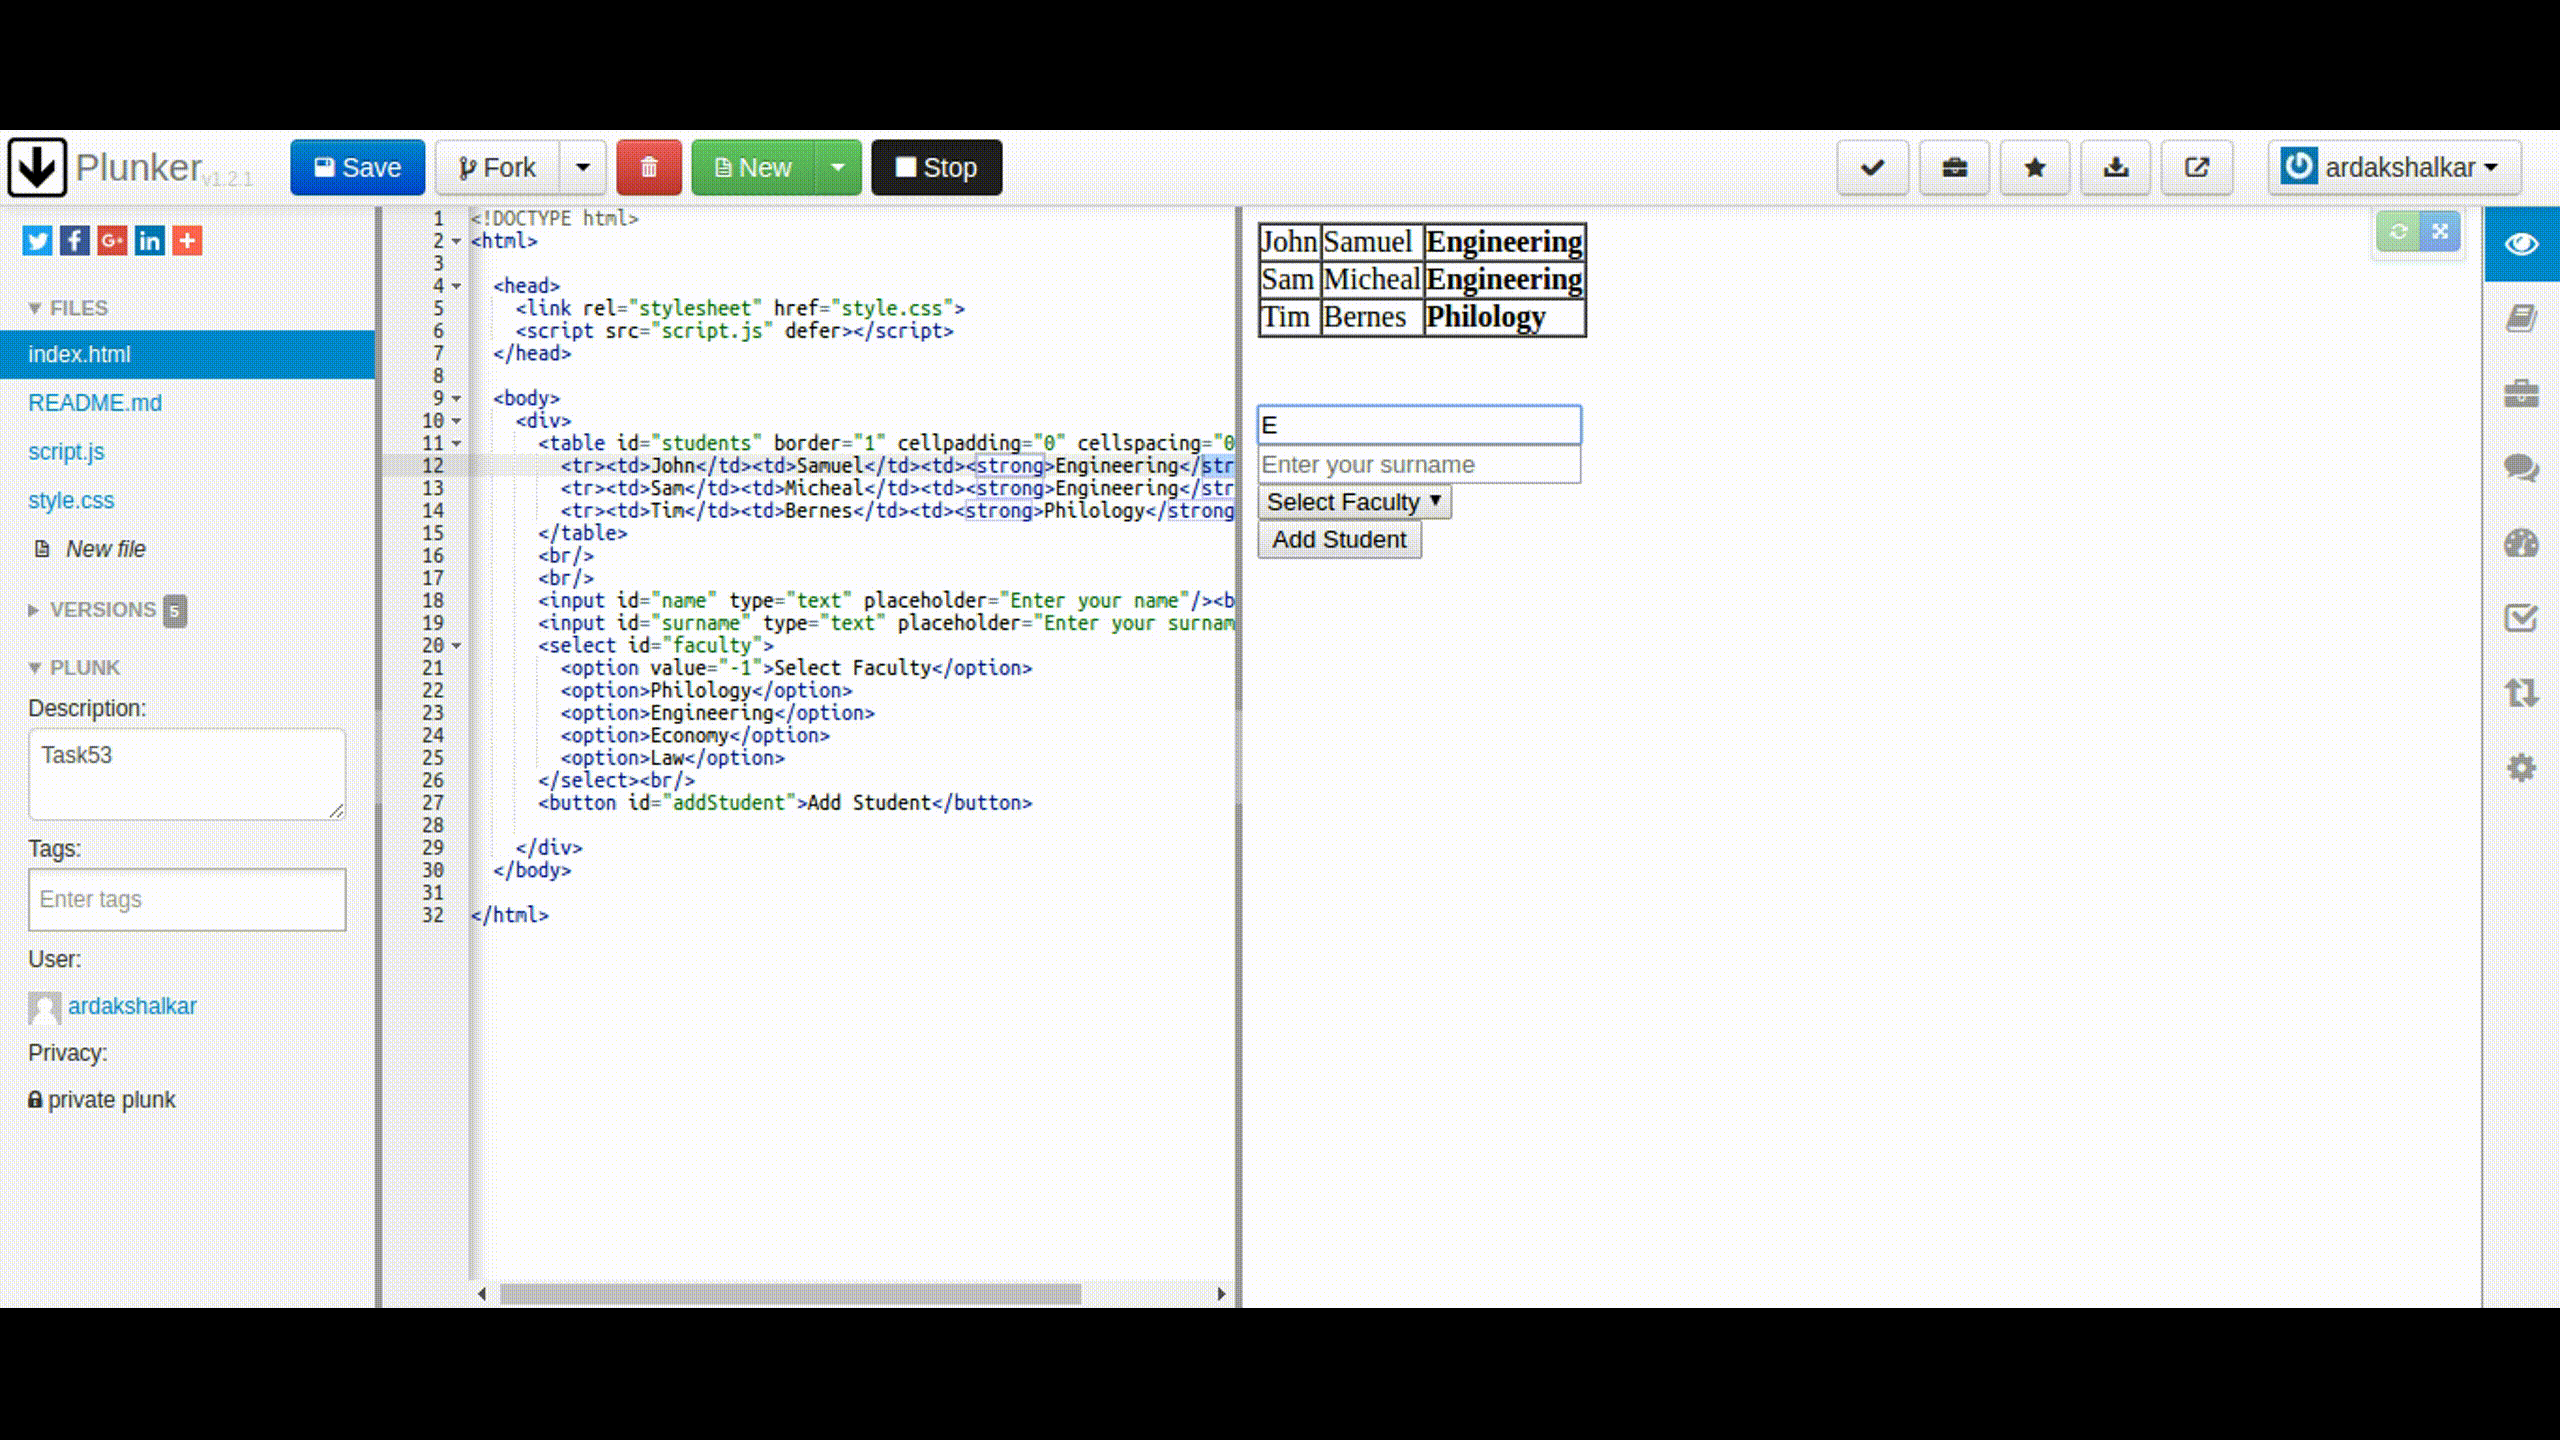 Plunker v1.2.1
Save
Fork
New
Stop
ardakshalkar
FILES
index.html
README.md
script.js
style.css
New file
VERSIONS 5
PLUNK
Description:
Task53
Tags:
Enter tags
User:
ardakshalkar
Privacy:
private plunk
1 <!DOCTYPE html>
2 <html>
3
4 <head>
5 <link rel="stylesheet" href="style.css">
6 <script src="script.js" defer></script>
7 </head>
8
9 <body>
10 <div>
11 <table id="students" border="1" cellpadding="0" cellspacing="0
12 <tr><td>John</td><td>Samuel</td><td><strong>Engineering</str
13 <tr><td>Sam</td><td>Micheal</td><td><strong>Engineering</str
14 <tr><td>Tim</td><td>Bernes</td><td><strong>Philology</strong
15 </table>
16 <br/>
17 <br/>
18 <input id="name" type="text" placeholder="Enter your name"/><b
19 <input id="surname" type="text" placeholder="Enter your surnam
20 <select id="faculty">
21 <option value="-1">Select Faculty</option>
22 <option>Philology</option>
23 <option>Engineering</option>
24 <option>Economy</option>
25 <option>Law</option>
26 </select><br/>
27 <button id="addStudent">Add Student</button>
28
29 </div>
30 </body>
31
32 </html>
John Samuel Engineering
Sam Micheal Engineering
Tim Bernes Philology
E
Enter your surname
Select Faculty
Add Student